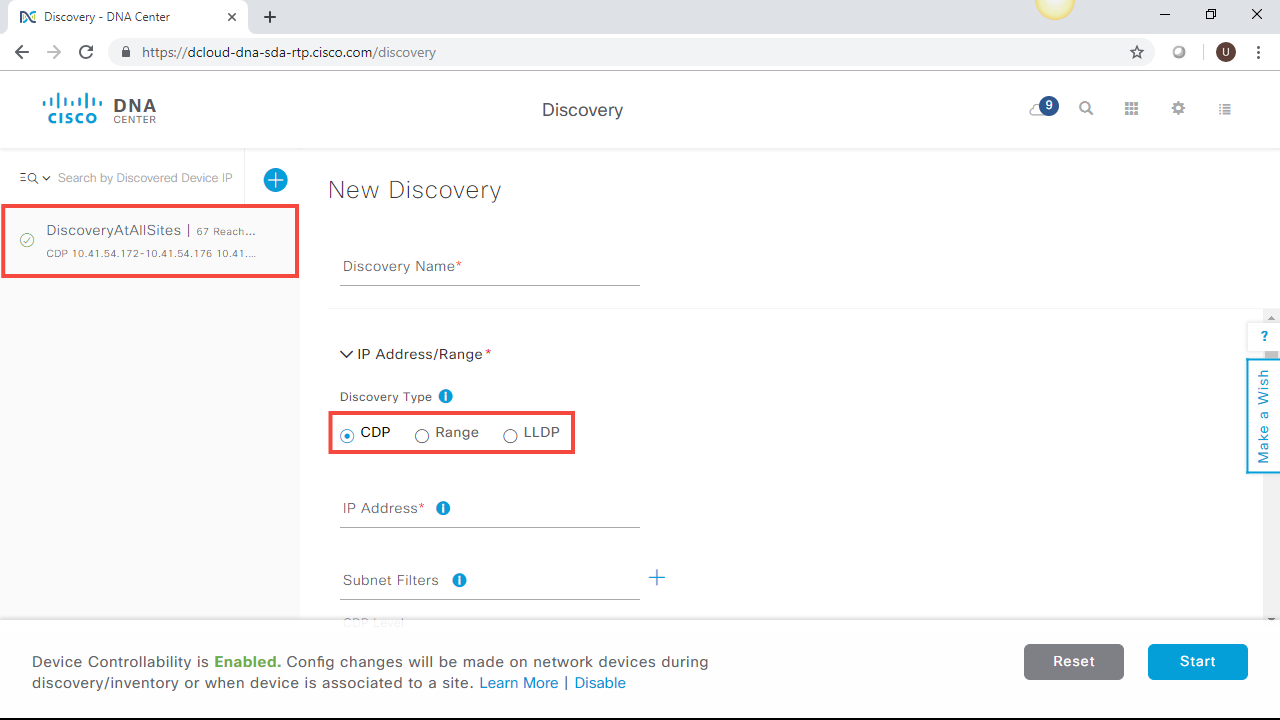 Discovery - DNA Center
https://dcloud-dna-sda-rtp.cisco.com/discovery
U
CISCO
DNA
CENTER
Discovery
9
Search by Discovered Device IP
DiscoveryAtAllSites | 67 Reach...
CDP 10.41.54.172-10.41.54.176 10.41....
New Discovery
Discovery Name*
IP Address/Range*
Discovery Type
CDP Range LLDP
IP Address*
Subnet Filters
CDP Level
?
Make a Wish
Device Controllability is Enabled. Config changes will be made on network devices during
discovery/inventory or when device is associated to a site. Learn More | Disable
Reset
Start